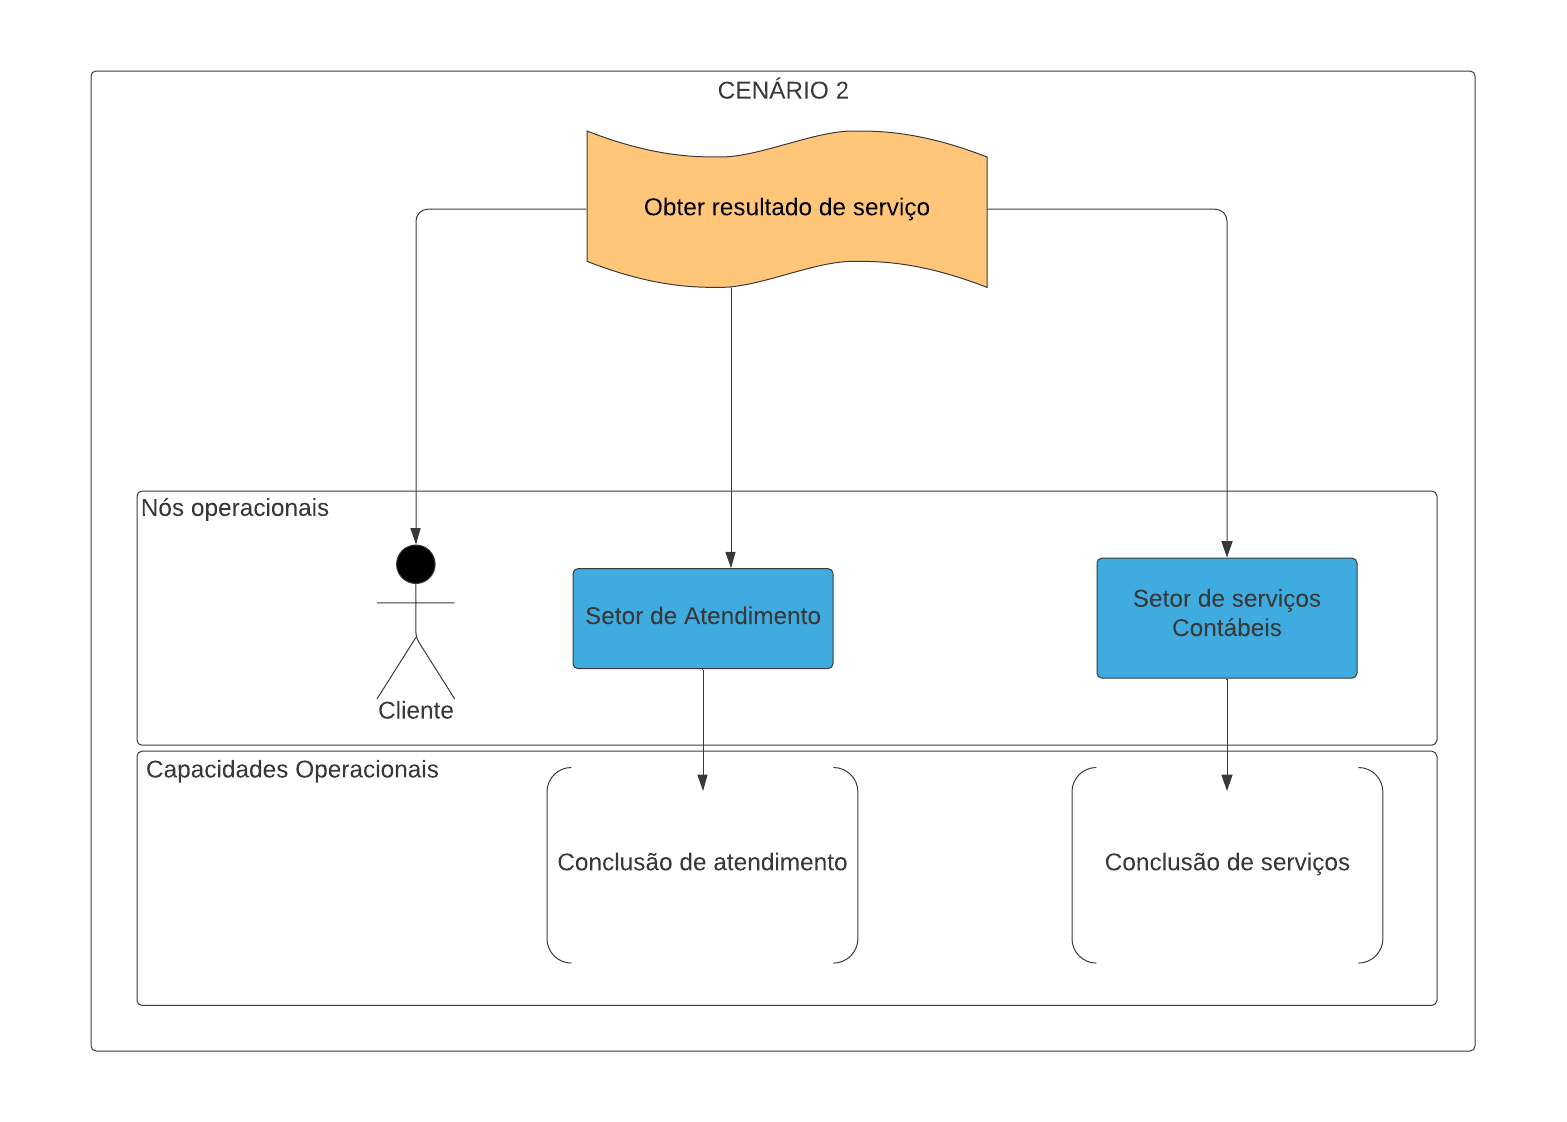 CENÁRIO 2
Obter resultado de serviço
Nós operacionais
Setor de Atendimento
Setor de serviços
Contábeis
Cliente
Capacidades Operacionais
Conclusão de atendimento
Conclusão de serviços